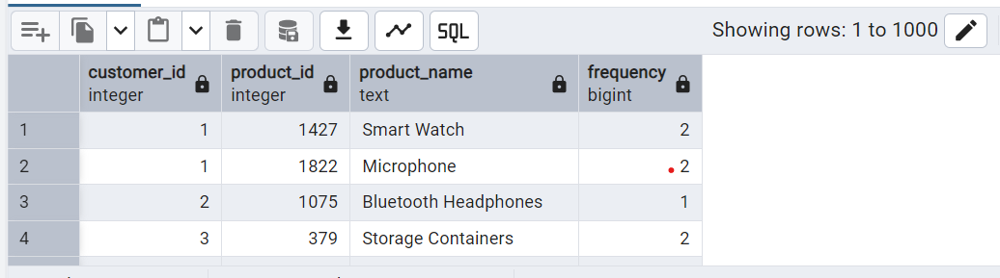 SQL
Showing rows: 1 to 1000
customer_id product_id product_name frequency
integer integer text bigint
1 1 1427 Smart Watch 2
2 1 1822 Microphone 2
3 2 1075 Bluetooth Headphones 1
4 3 379 Storage Containers 2